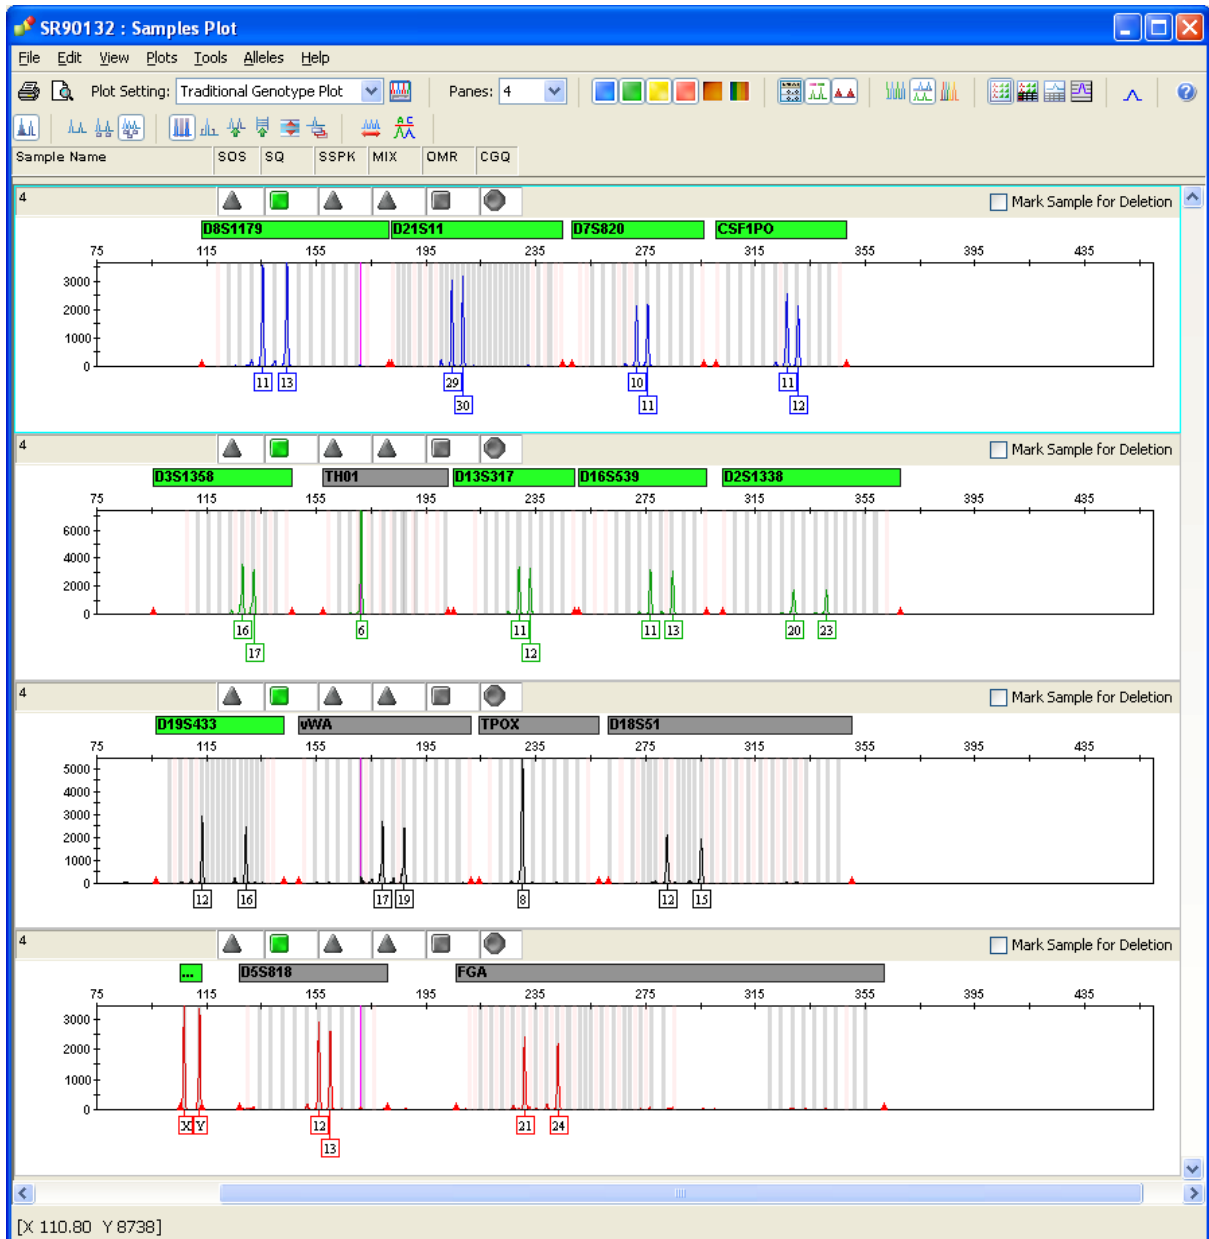 SR90132 : Samples Plot
File Edit View Plots Tools Alleles Help
Plot Setting: Traditional Genotype Plot Panes: 4
Sample Name SOS SQ SSPK MIX OMR CGQ
4 Mark Sample for Deletion
D8S1179 D21S11 D7S820 CSF1PO
75 115 155 195 235 275 315 355 395 435
3000
2000
1000
0
11 13 29 10 11
30 11 12
4 Mark Sample for Deletion
D3S1358 TH01 D13S317 D16S539 D2S1338
75 115 155 195 235 275 315 355 395 435
6000
4000
2000
0
16 6 11 11 13 20 23
17 12
4 Mark Sample for Deletion
D19S433 vWA TPOX D18S51
75 115 155 195 235 275 315 355 395 435
5000
4000
3000
2000
1000
0
12 16 17 19 8 12 15
4 Mark Sample for Deletion
... D5S818 FGA
75 115 155 195 235 275 315 355 395 435
3000
2000
1000
0
X Y 12 21 24
13
[X 110.80 Y 8738]